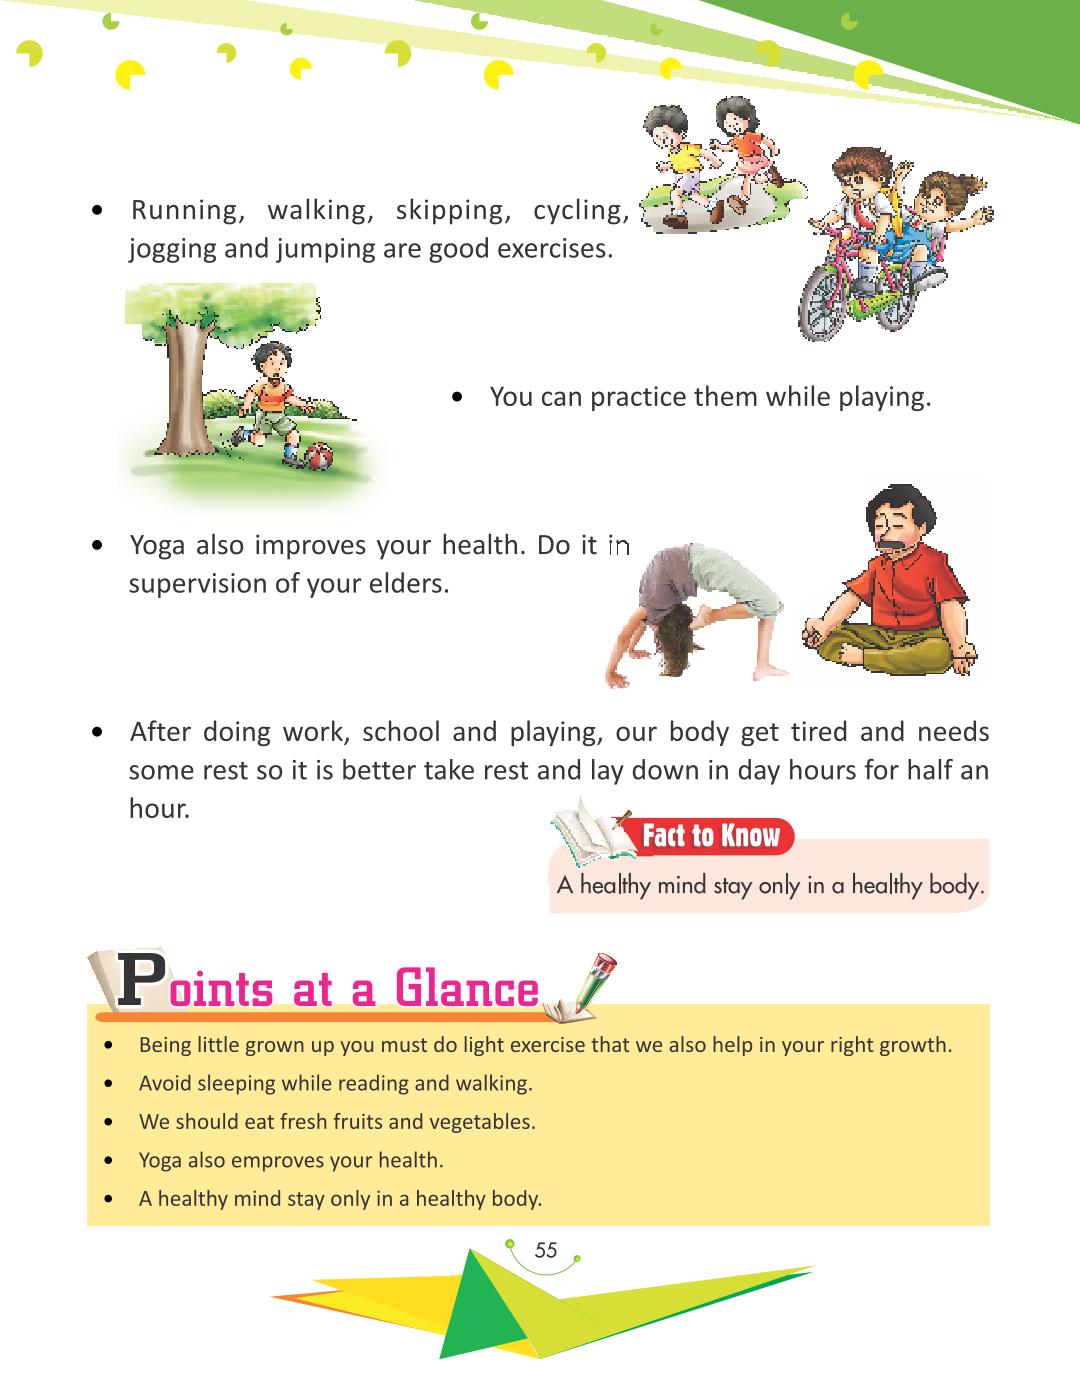 • Running, walking, skipping, cycling,
jogging and jumping are good exercises.
• You can practice them while playing.
• Yoga also improves your health. Do it in
supervision of your elders.
• After doing work, school and playing, our body get tired and needs
some rest so it is better take rest and lay down in day hours for half an
hour.
Fact to Know
A healthy mind stay only in a healthy body.
Points at a Glance
• Being little grown up you must do light exercise that we also help in your right growth.
• Avoid sleeping while reading and walking.
• We should eat fresh fruits and vegetables.
• Yoga also emproves your health.
• A healthy mind stay only in a healthy body.
55